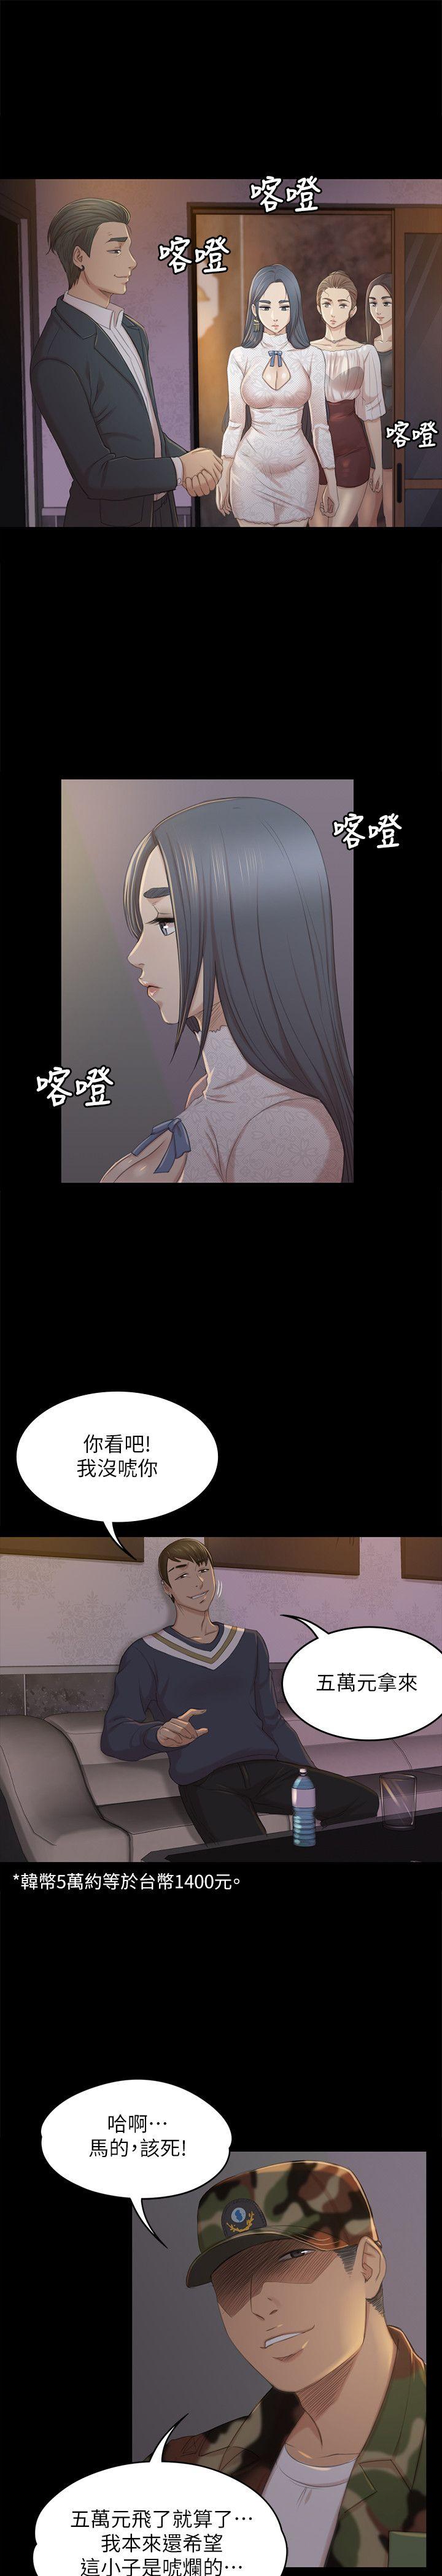 喀噔
喀噔
喀噔
喀噔
喀噔
你看吧!
我沒唬你
五萬元拿來
*韓幣5萬約等於台幣1400元。
哈啊⋯
馬的,該死!
五萬元飛了就算了⋯
我本來還希望
這小子是唬爛的⋯